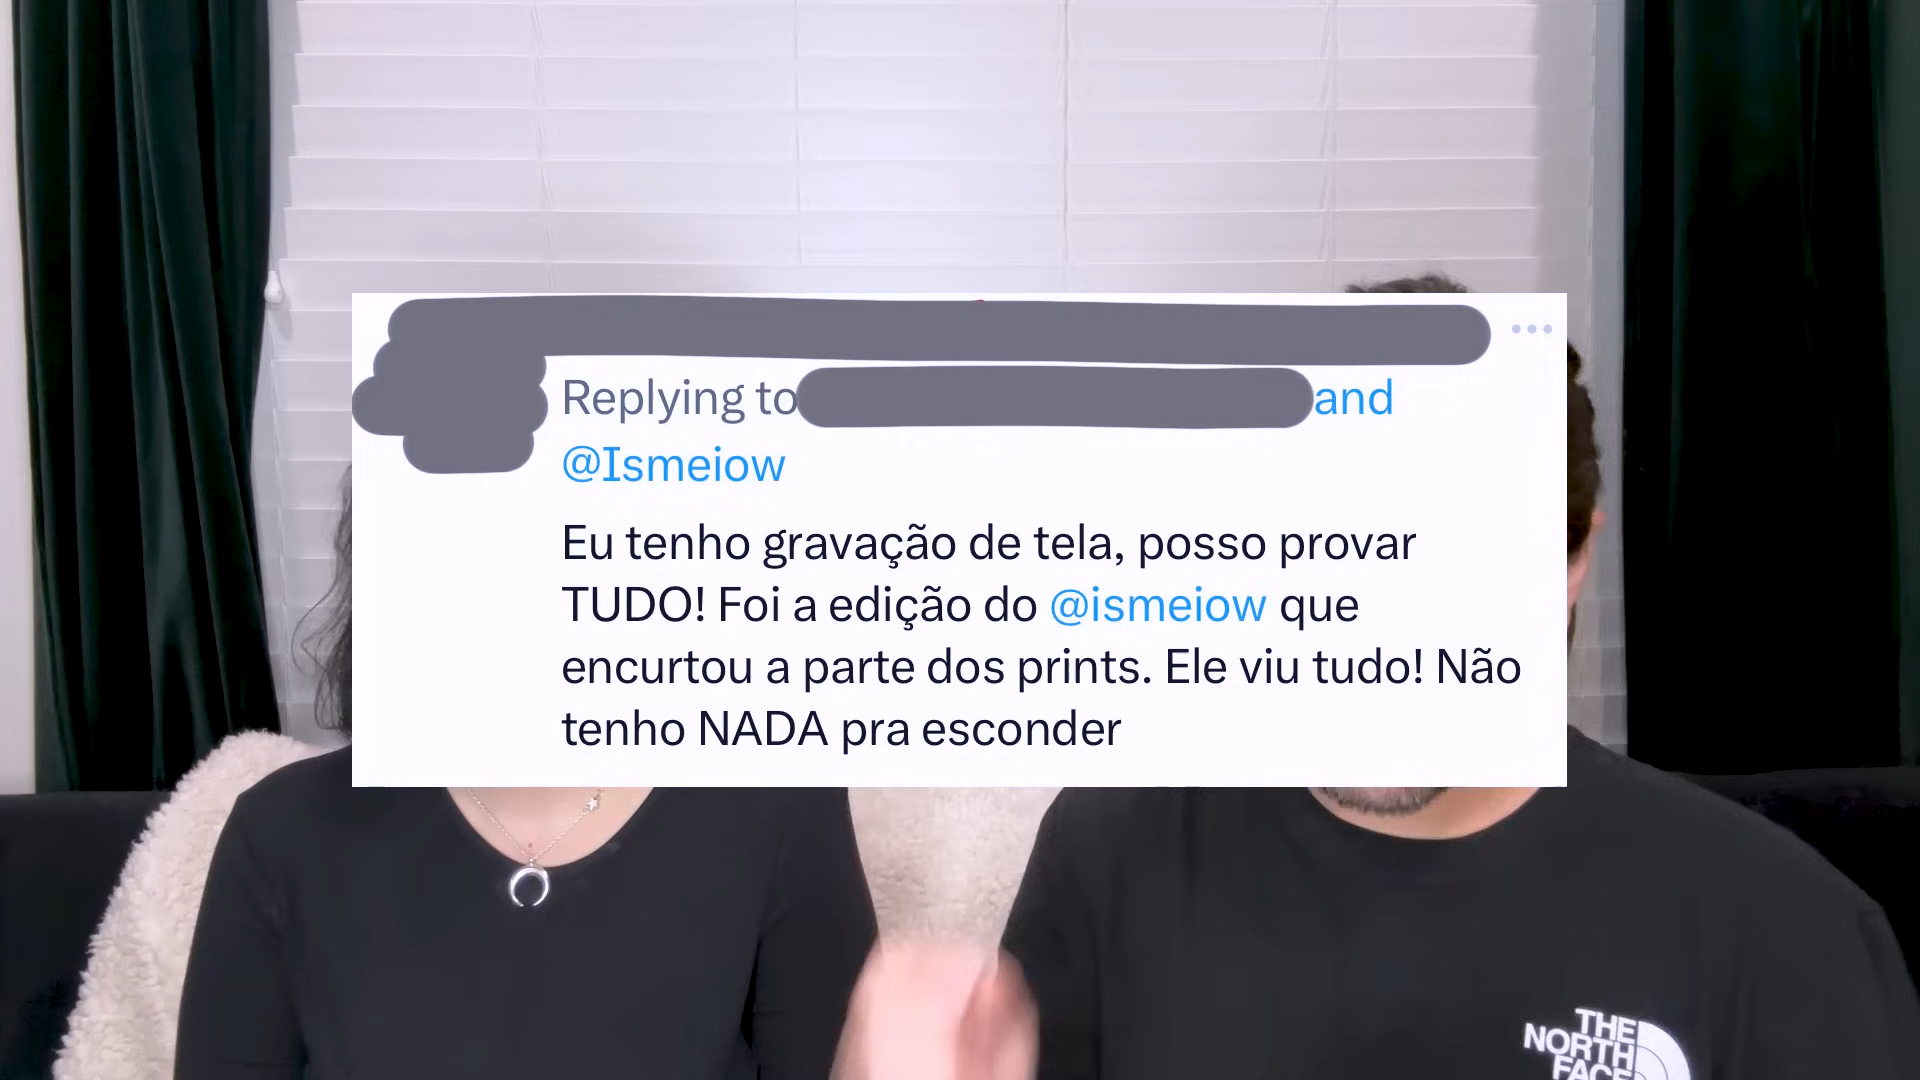 Replying to and
@Ismeiow
Eu tenho gravação de tela, posso provar
TUDO! Foi a edição do @ismeiow que
encurtou a parte dos prints. Ele viu tudo! Não
tenho NADA pra esconder
THE
NORTH
FACE